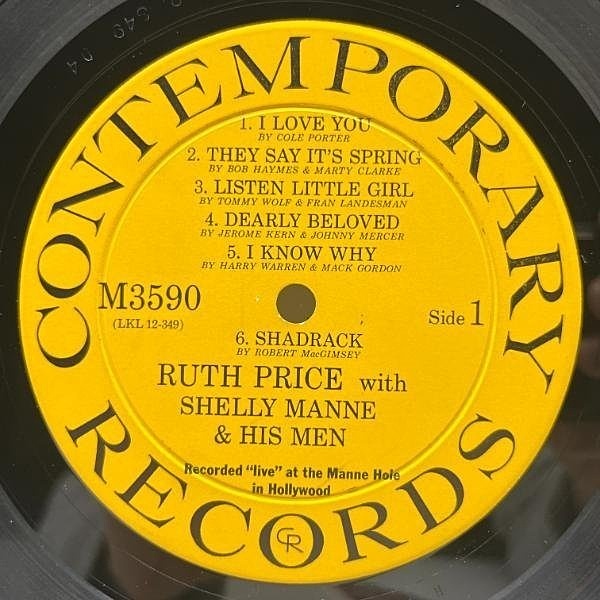 CONTEMPORARY
1. I LOVE YOU
BY COLE PORTER
2. THEY SAY IT'S SPRING
BY BOB HAYMES & MARTY CLARKE
3. LISTEN LITTLE GIRL
BY TOMMY WOLF & FRAN LANDESMAN
4. DEARLY BELOVED
BY JEROME KERN & JOHNNY MERCER
5. I KNOW WHY
BY HARRY WARREN & MACK GORDON
M3590
(LKL 12-349)
Side 1
6. SHADRACK
BY ROBERT MacGIMSEY
RUTH PRICE with
SHELLY MANNE
& HIS MEN
Recorded "live" at the Manne Hole
in Hollywood
RECORDS
CR